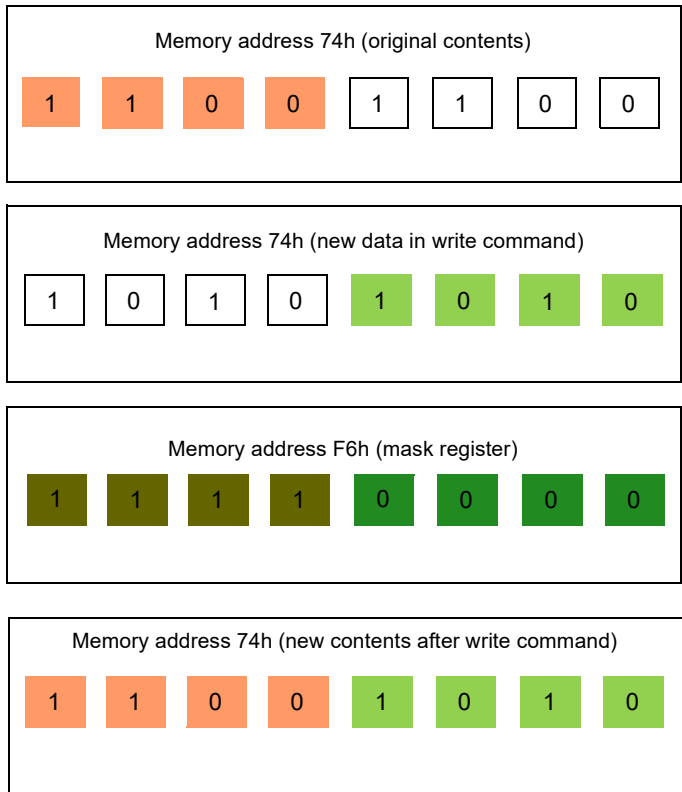 Memory address 74h (original contents)
1 1 0 0 1 1 0 0
Memory address 74h (new data in write command)
1 0 1 0 1 0 1 0
Memory address F6h (mask register)
1 1 1 1 0 0 0 0
Memory address 74h (new contents after write command)
1 1 0 0 1 0 1 0